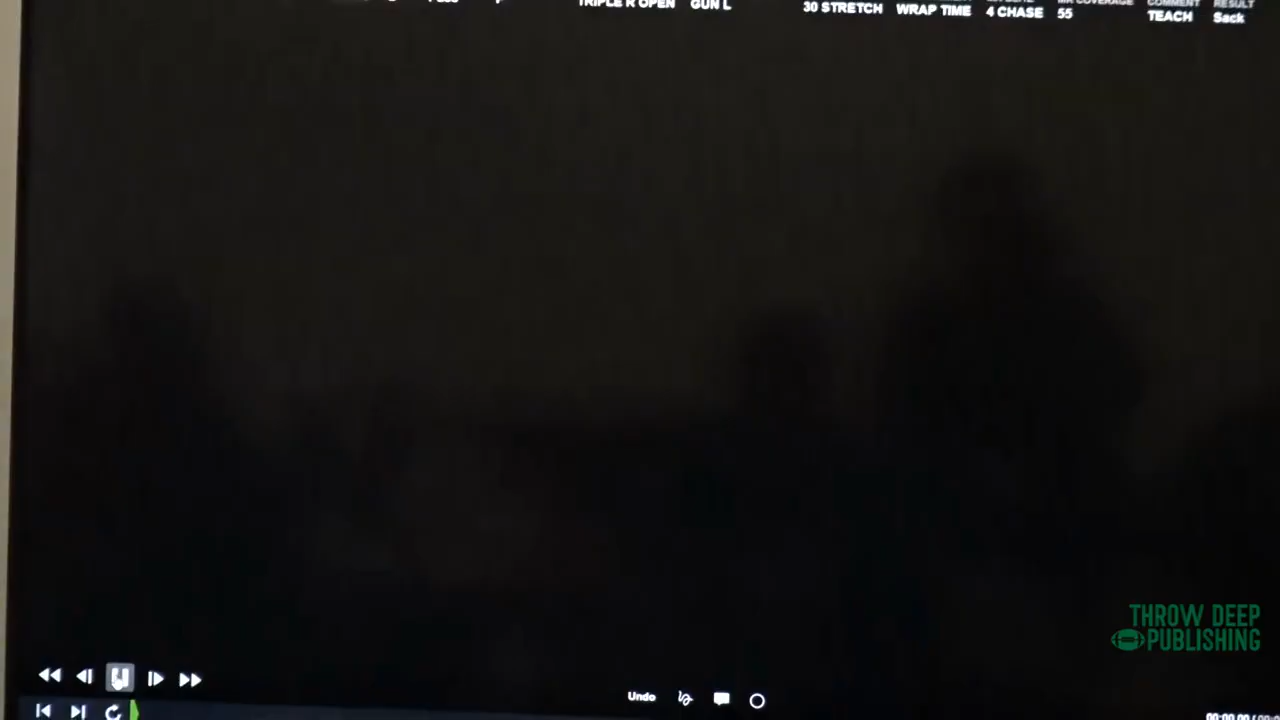 TRIPLE R OPEN GUN L
COMMENT RESULT
30 STRETCH WRAP TIME 4 CHASE 55 TEACH Sack
THROW DEEP
PUBLISHING
Undo